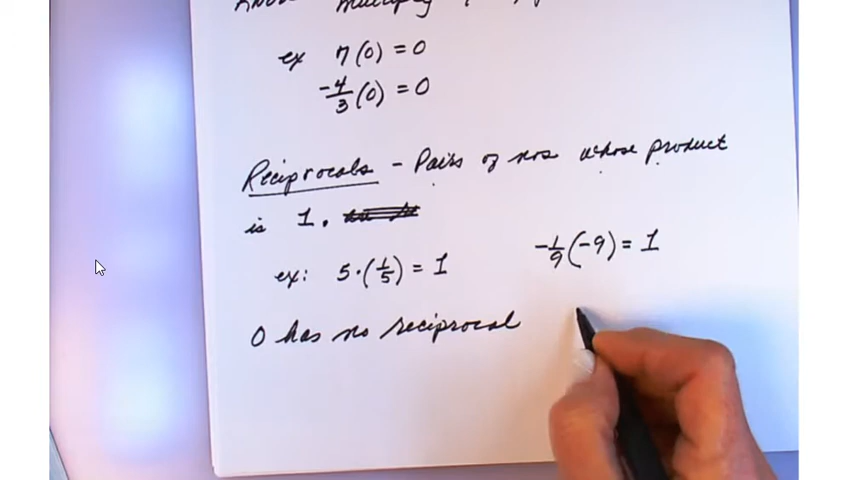 Multiply
ex 7(0) = 0
-4/3 (0) = 0
Reciprocals - Pairs of nos whose product
is 1.
ex: 5·(1/5) = 1
-1/9 (-9) = 1
0 has no reciprocal